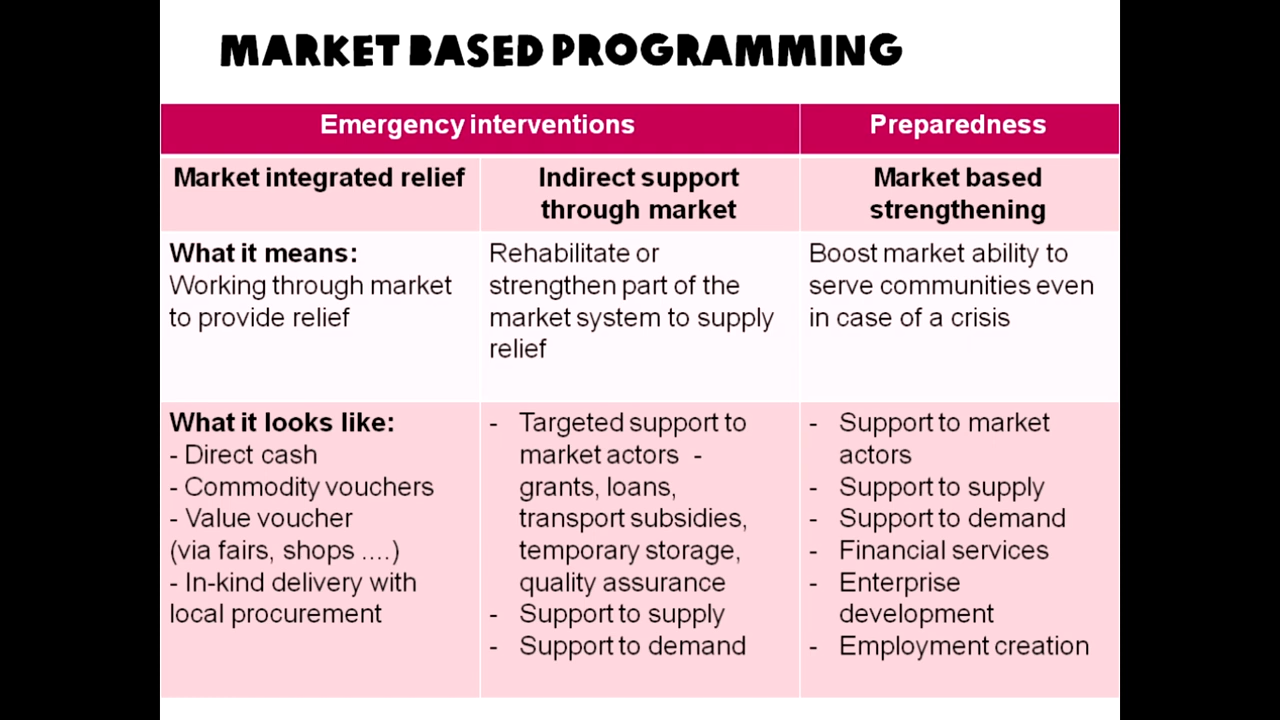 MARKET BASED PROGRAMMING
Emergency interventions
Preparedness
Market integrated relief
Indirect support
through market
Market based
strengthening
What it means:
Working through market
to provide relief
Rehabilitate or
strengthen part of the
market system to supply
relief
Boost market ability to
serve communities even
in case of a crisis
What it looks like:
- Direct cash
- Commodity vouchers
- Value voucher
(via fairs, shops ....)
- In-kind delivery with
local procurement
- Targeted support to
market actors -
grants, loans,
transport subsidies,
temporary storage,
quality assurance
- Support to supply
- Support to demand
- Support to market
actors
- Support to supply
- Support to demand
- Financial services
- Enterprise
development
- Employment creation